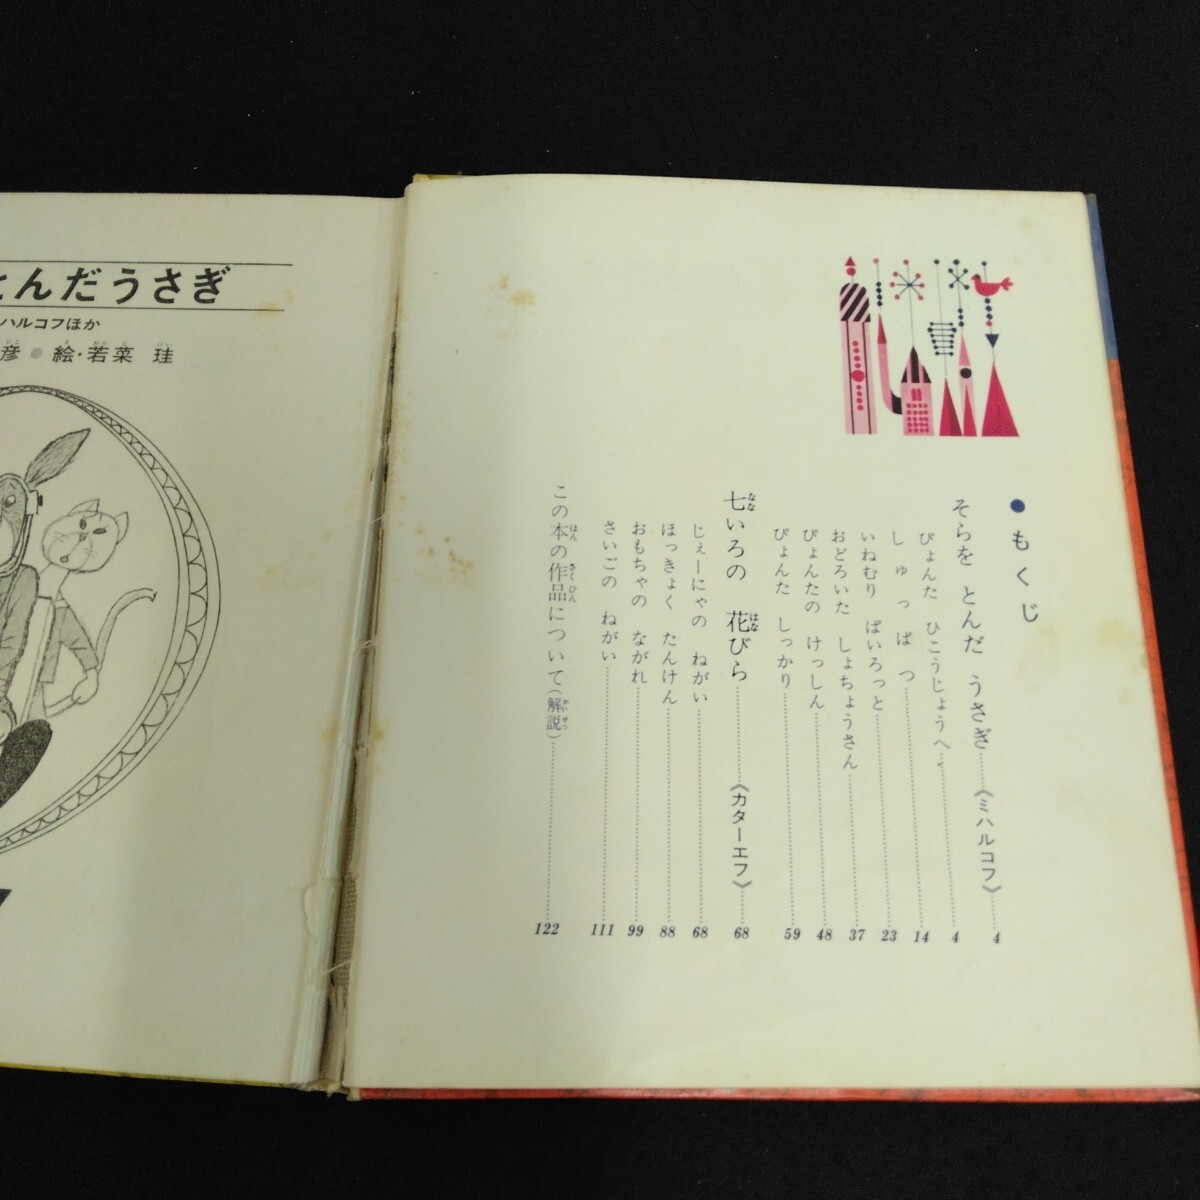 とんだうさぎ
ハルコフほか
彦●絵・若菜 珪
●もくじ
そらを とんだ うさぎ……《ミハルコフ》……4
ぴょんた ひこうじょうへ……4
しゅっぱつ……14
いねむり ぱいろっと……23
おどろいた しょちょうさん……37
ぴょんたの けっしん……48
ぴょんた しっかり……59
七いろの 花びら……《カターエフ》……68
じぇーにゃの ねがい……68
ほっきょく たんけん……88
おもちゃの ながれ……99
さいごの ねがい……111
この本の作品について(解説)……122